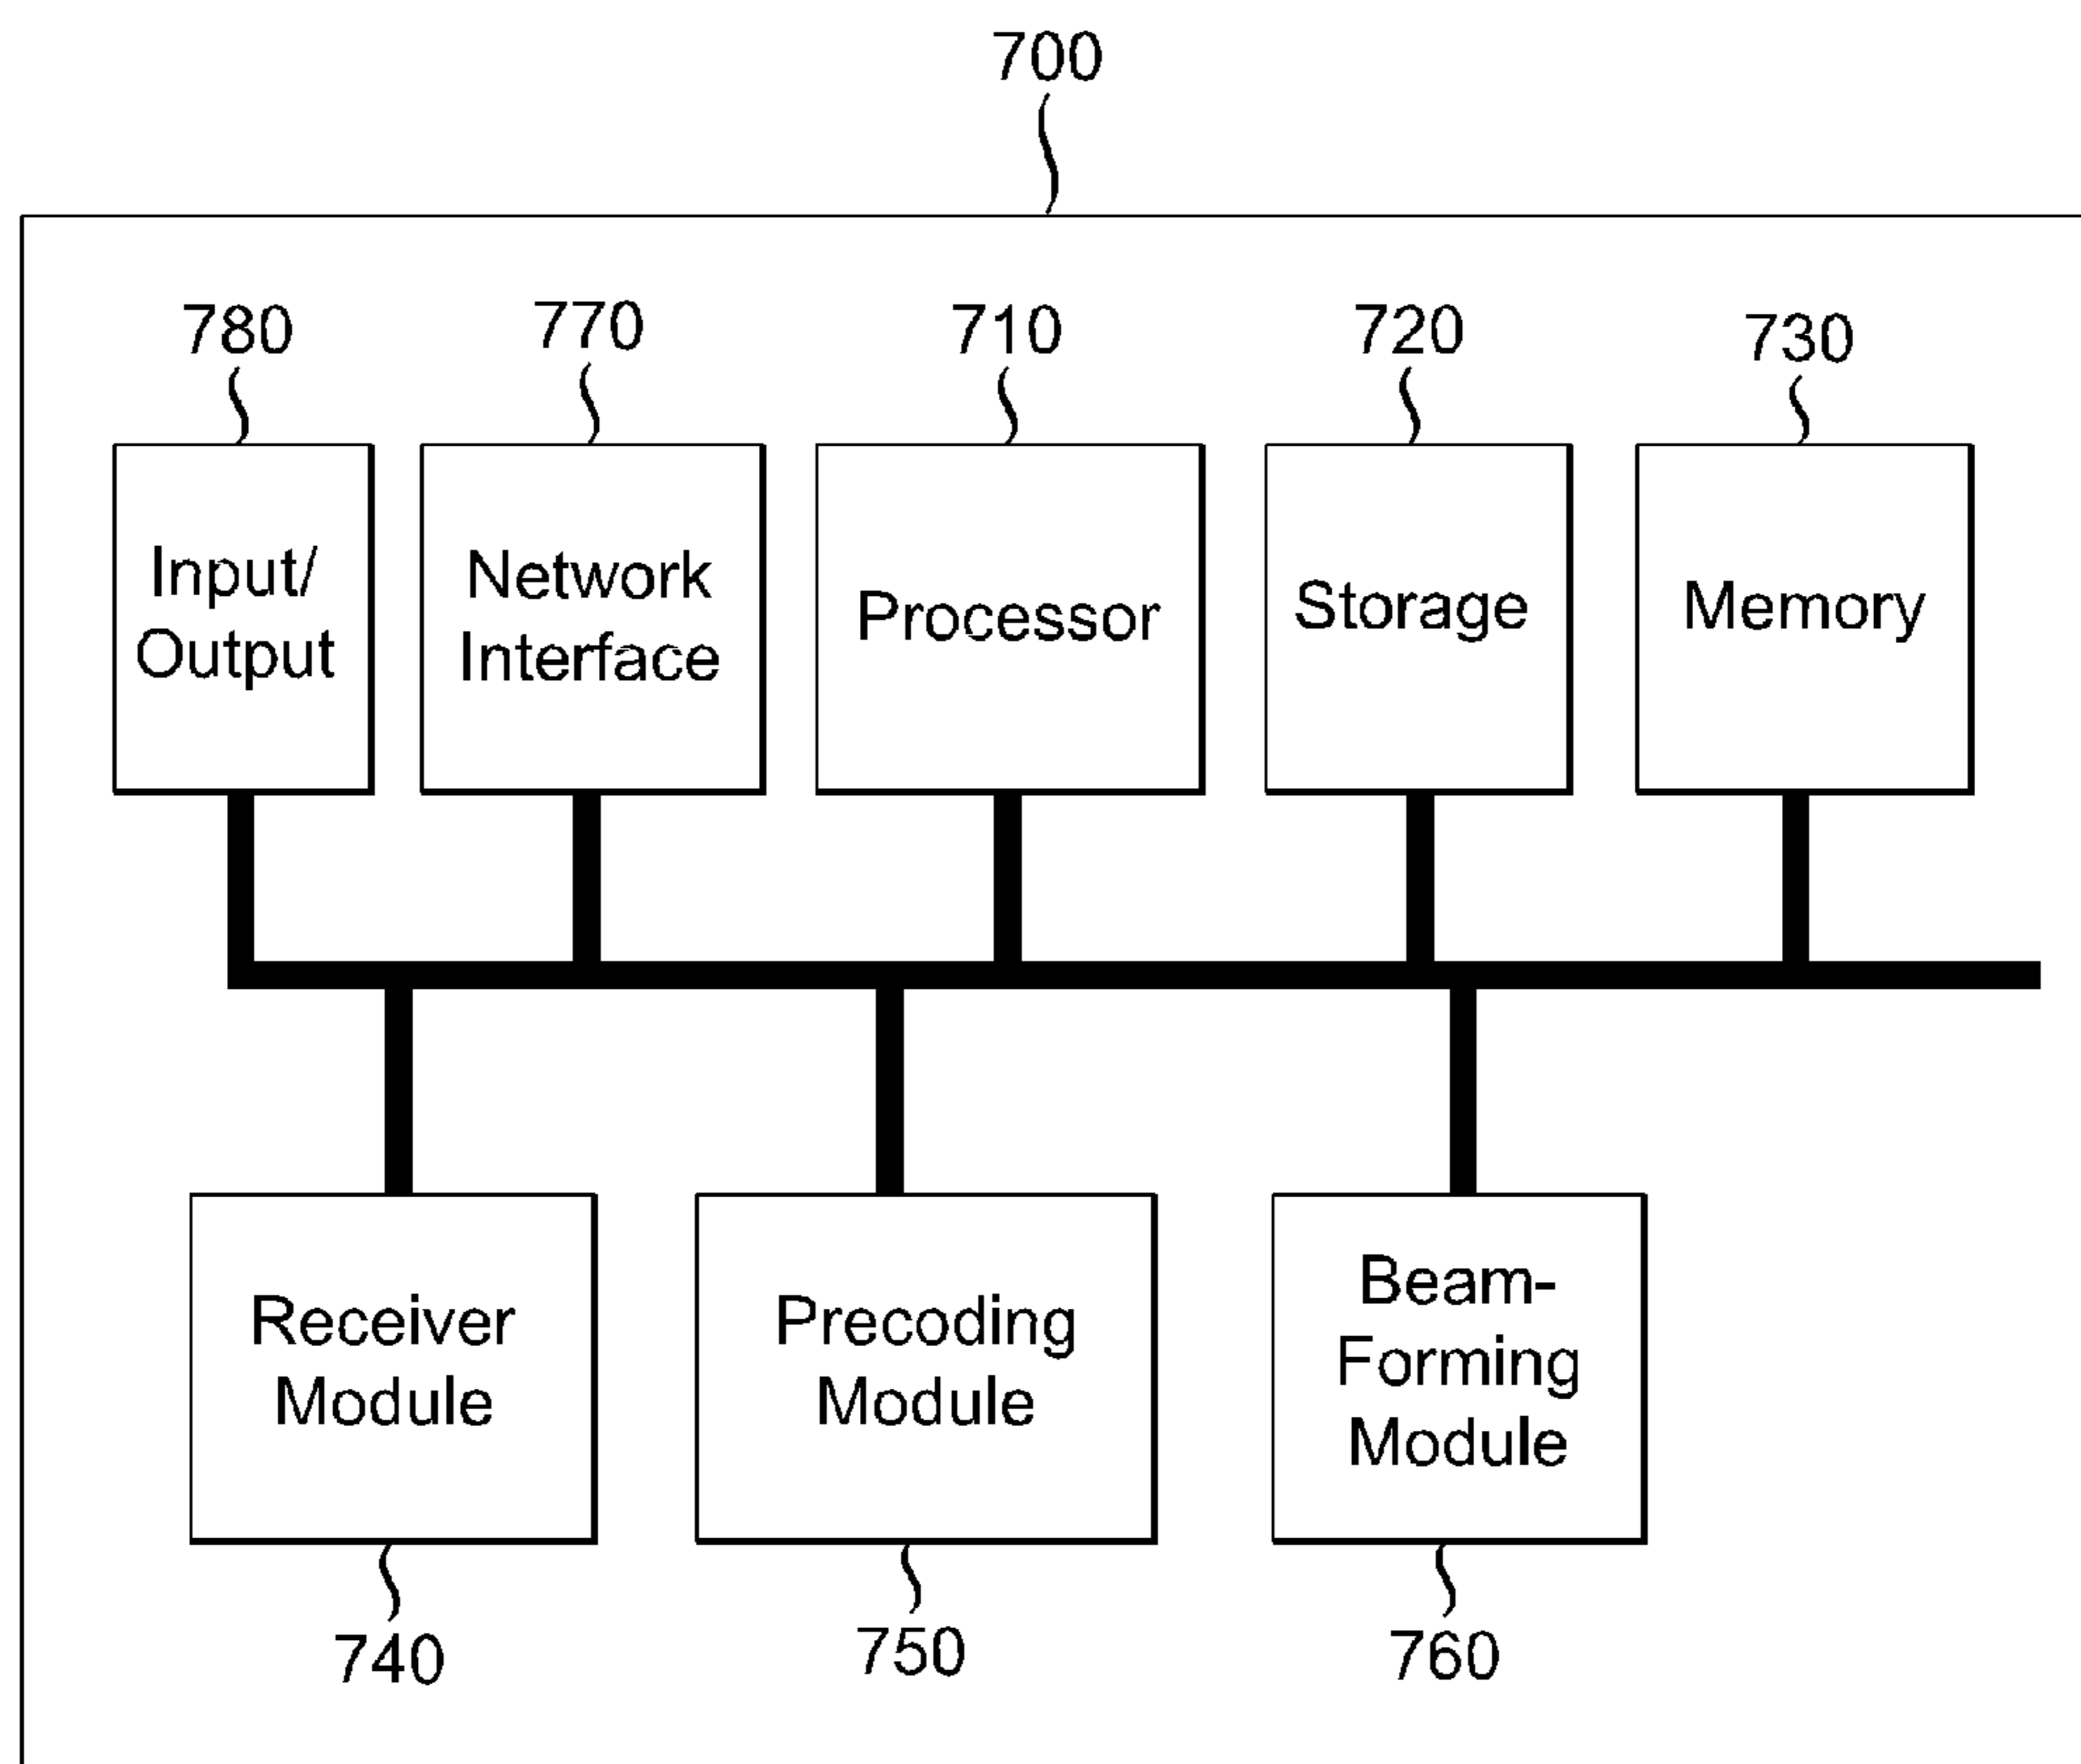 700
780
770
710
720
730
Input/
Output
Network
Interface
Processor
Storage
Memory
Receiver
Module
Precoding
Module
Beam-
Forming
Module
740
750
760